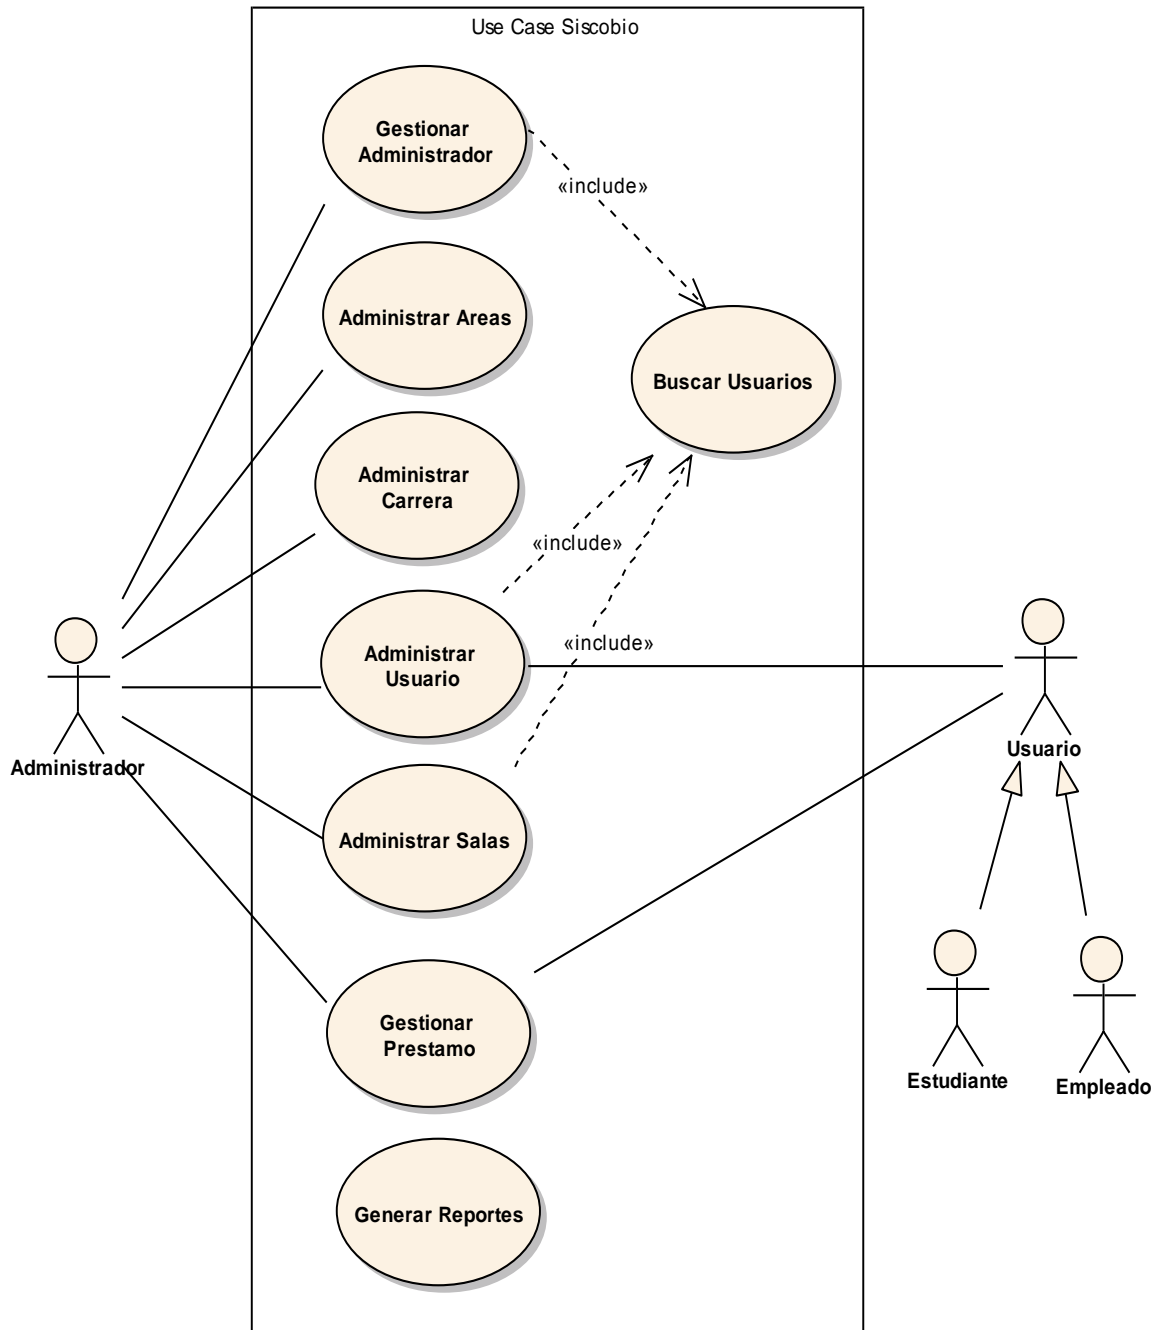 Use Case Siscobio
Gestionar
Administrador
«include»
Administrar Areas
Buscar Usuarios
Administrar
Carrera
«include»
Administrar
Usuario
«include»
Usuario
Administrador
Administrar Salas
Gestionar
Prestamo
Estudiante
Empleado
Generar Reportes